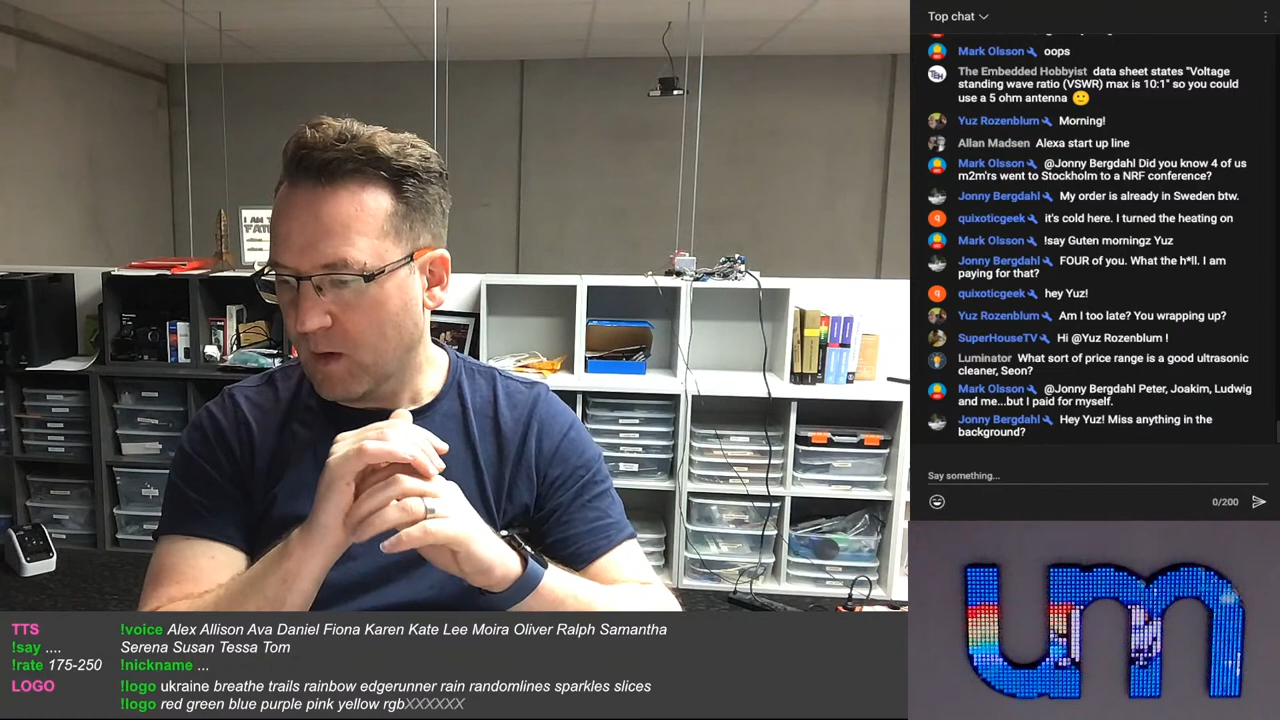 I AM T
FATH
Top chat
Mark Olsson oops
The Embedded Hobbyist data sheet states "Voltage
standing wave ratio (VSWR) max is 10:1" so you could
use a 5 ohm antenna
Yuz Rozenblum Morning!
Allan Madsen Alexa start up line
Mark Olsson @Jonny Bergdahl Did you know 4 of us
m2m'rs went to Stockholm to a NRF conference?
Jonny Bergdahl My order is already in Sweden btw.
quixoticgeek it's cold here. I turned the heating on
Mark Olsson !say Guten morningz Yuz
Jonny Bergdahl FOUR of you. What the h*ll. I am
paying for that?
quixoticgeek hey Yuz!
Yuz Rozenblum Am I too late? You wrapping up?
SuperHouseTV Hi @Yuz Rozenblum !
Luminator What sort of price range is a good ultrasonic
cleaner, Seon?
Mark Olsson @Jonny Bergdahl Peter, Joakim, Ludwig
and me...but I paid for myself.
Jonny Bergdahl Hey Yuz! Miss anything in the
background?
Say something...
0/200
um
TTS !voice Alex Allison Ava Daniel Fiona Karen Kate Lee Moira Oliver Ralph Samantha
!say .... Serena Susan Tessa Tom
!rate 175-250 !nickname ...
LOGO !logo ukraine breathe trails rainbow edgerunner rain randomlines sparkles slices
!logo red green blue purple pink yellow rgbXXXXXX